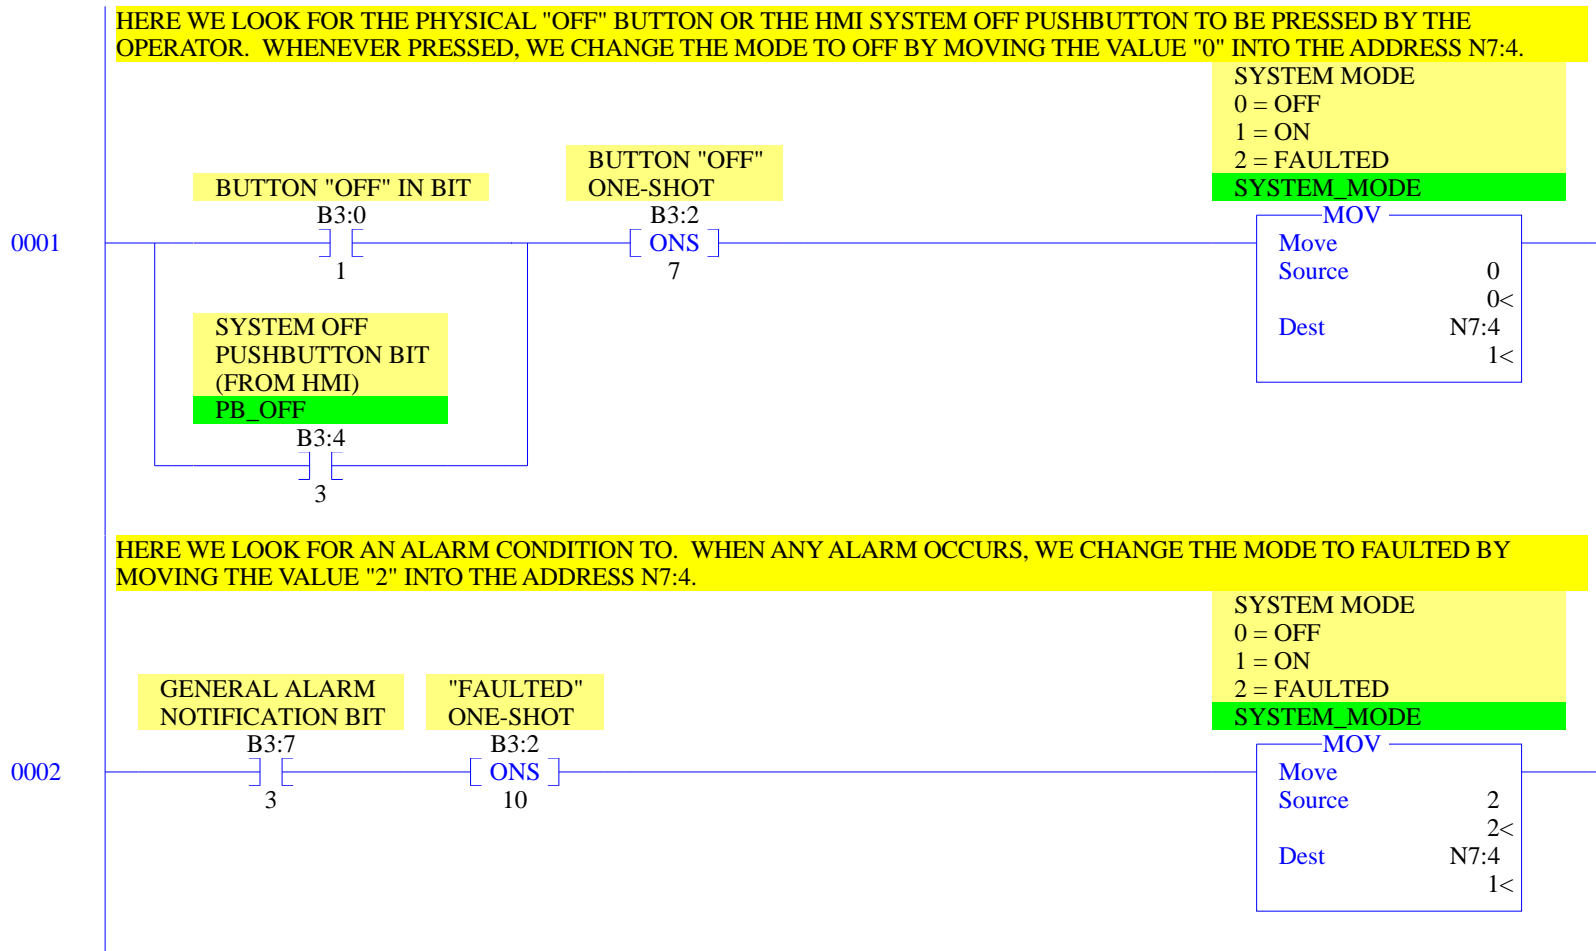 HERE WE LOOK FOR THE PHYSICAL "OFF" BUTTON OR THE HMI SYSTEM OFF PUSHBUTTON TO BE PRESSED BY THE
OPERATOR.  WHENEVER PRESSED, WE CHANGE THE MODE TO OFF BY MOVING THE VALUE "0" INTO THE ADDRESS N7:4.
SYSTEM MODE
0 = OFF
1 = ON
2 = FAULTED
SYSTEM_MODE
BUTTON "OFF" IN BIT
B3:0
1
BUTTON "OFF"
ONE-SHOT
B3:2
ONS
7
0001
MOV
Move
Source 0
0<
Dest N7:4
1<
SYSTEM OFF
PUSHBUTTON BIT
(FROM HMI)
PB_OFF
B3:4
3
HERE WE LOOK FOR AN ALARM CONDITION TO.  WHEN ANY ALARM OCCURS, WE CHANGE THE MODE TO FAULTED BY
MOVING THE VALUE "2" INTO THE ADDRESS N7:4.
SYSTEM MODE
0 = OFF
1 = ON
2 = FAULTED
SYSTEM_MODE
GENERAL ALARM
NOTIFICATION BIT
B3:7
3
"FAULTED"
ONE-SHOT
B3:2
ONS
10
0002
MOV
Move
Source 2
2<
Dest N7:4
1<